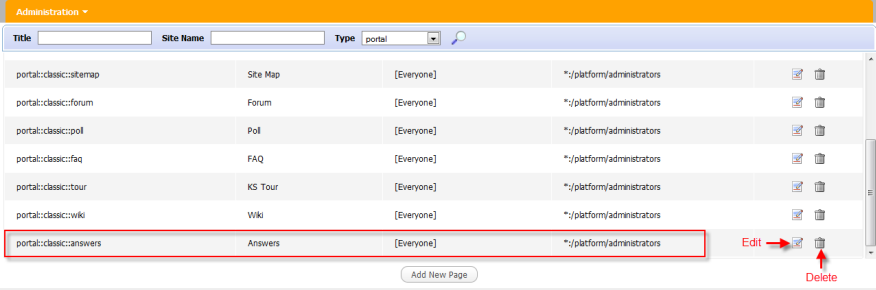 Administration
Title Site Name Type portal
portal::classic::sitemap Site Map [Everyone] *:/platform/administrators
portal::classic::forum Forum [Everyone] *:/platform/administrators
portal::classic::poll Poll [Everyone] *:/platform/administrators
portal::classic::faq FAQ [Everyone] *:/platform/administrators
portal::classic::tour KS Tour [Everyone] *:/platform/administrators
portal::classic::wiki Wiki [Everyone] *:/platform/administrators
portal::classic::answers Answers [Everyone] *:/platform/administrators Edit
Add New Page
Delete